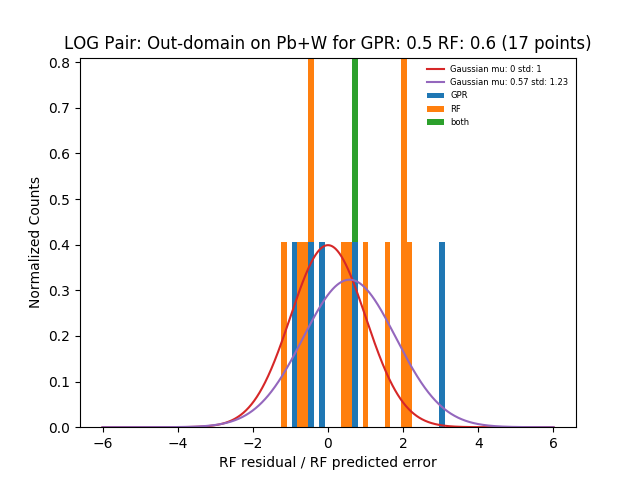 LOG Pair: Out-domain on Pb+W for GPR: 0.5 RF: 0.6 (17 points)
Gaussian mu: 0 std: 1
Gaussian mu: 0.57 std: 1.23
GPR
RF
both
Normalized Counts
0.8
0.7
0.6
0.5
0.4
0.3
0.2
0.1
0.0
−6 −4 −2 0 2 4 6
RF residual / RF predicted error